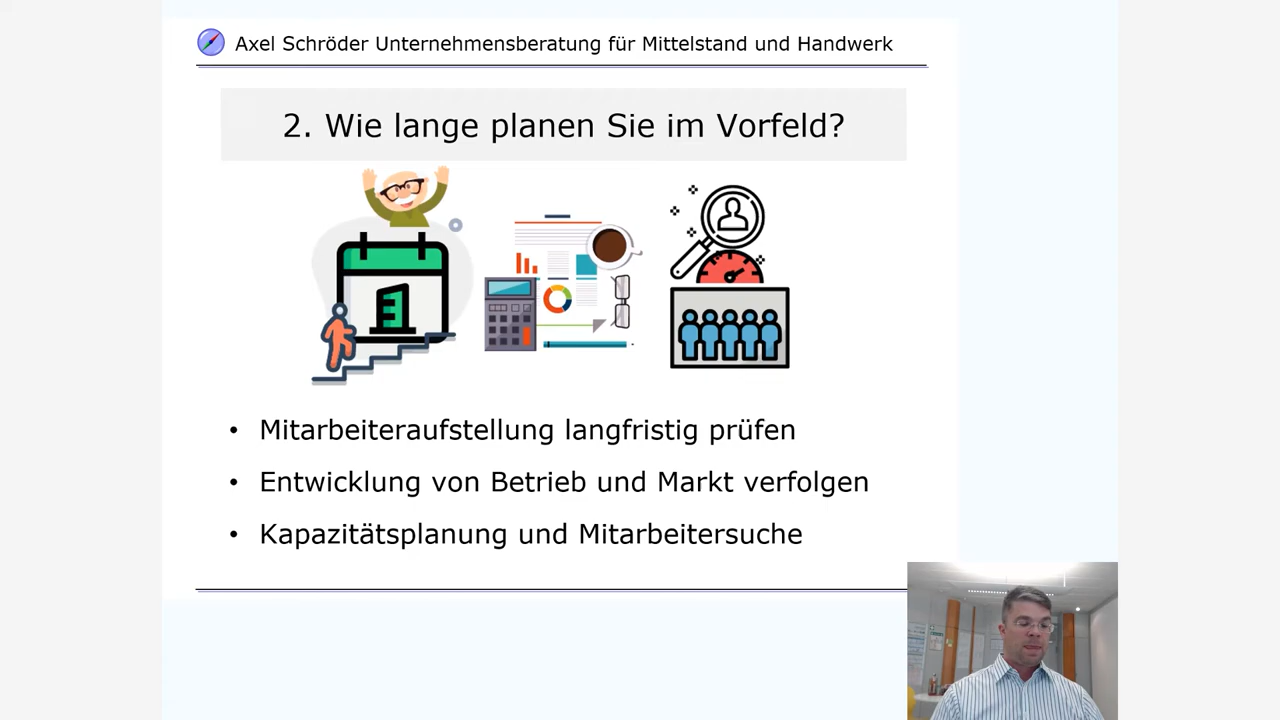 Axel Schröder Unternehmensberatung für Mittelstand und Handwerk
2. Wie lange planen Sie im Vorfeld?
• Mitarbeiteraufstellung langfristig prüfen
• Entwicklung von Betrieb und Markt verfolgen
• Kapazitätsplanung und Mitarbeitersuche